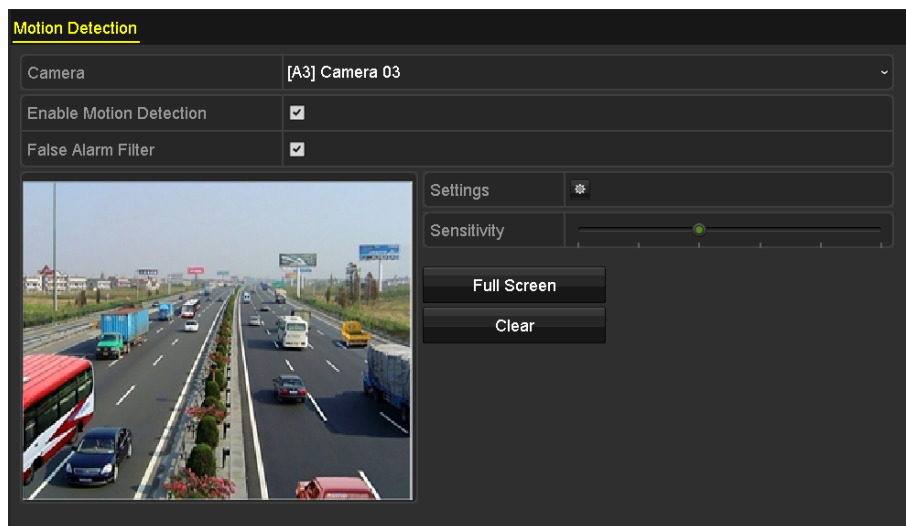 Motion Detection
Camera [A3] Camera 03
Enable Motion Detection
False Alarm Filter
Settings
Sensitivity
Full Screen
Clear